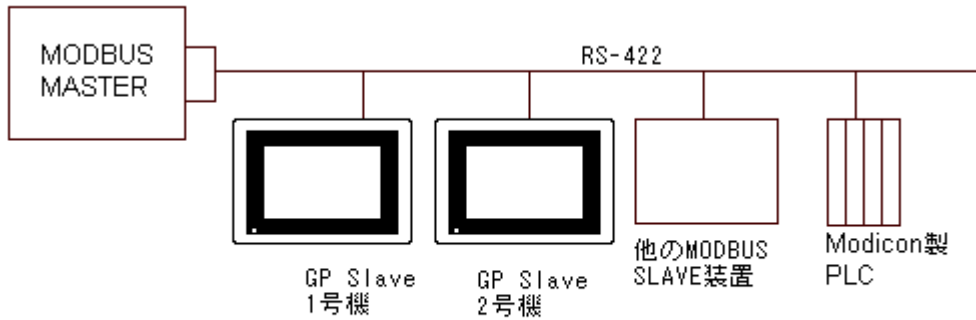 MODBUS
MASTER
RS-422
GP Slave
1号機
GP Slave
2号機
他のMODBUS
SLAVE装置
Modicon製
PLC